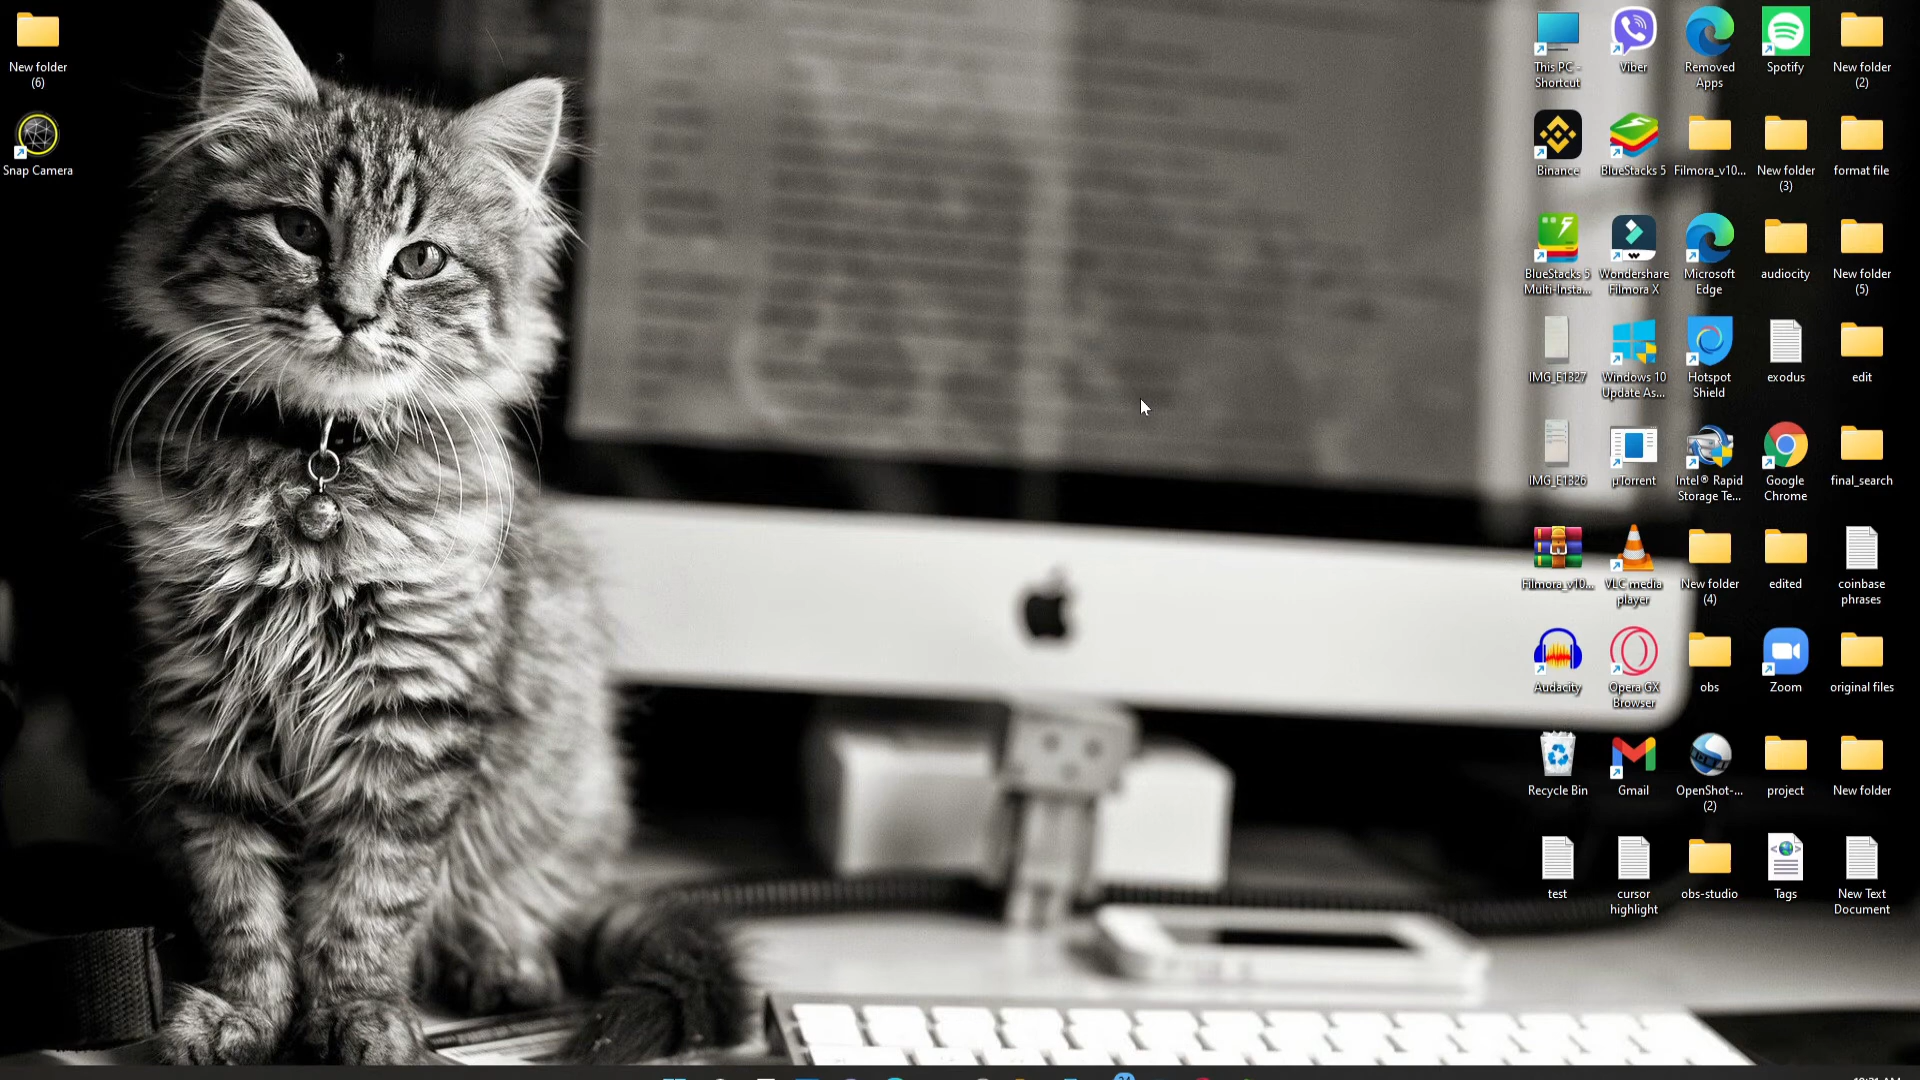 New folder
(6)
Snap Camera
This PC -
Shortcut
Viber
Removed
Apps
Spotify
New folder
(2)
Binance
BlueStacks 5
Filmora_v10...
New folder
(3)
format file
BlueStacks 5
Multi-Insta...
Wondershare
Filmora X
Microsoft
Edge
audiocity
New folder
(5)
IMG_E1327
Windows 10
Update As...
Hotspot
Shield
exodus
edit
IMG_E1326
µTorrent
Intel® Rapid
Storage Te...
Google
Chrome
final_search
Filmora_v10...
VLC media
player
New folder
(4)
edited
coinbase
phrases
Audacity
Opera GX
Browser
obs
Zoom
original files
Recycle Bin
Gmail
OpenShot-...
(2)
project
New folder
test
cursor
highlight
obs-studio
Tags
New Text
Document